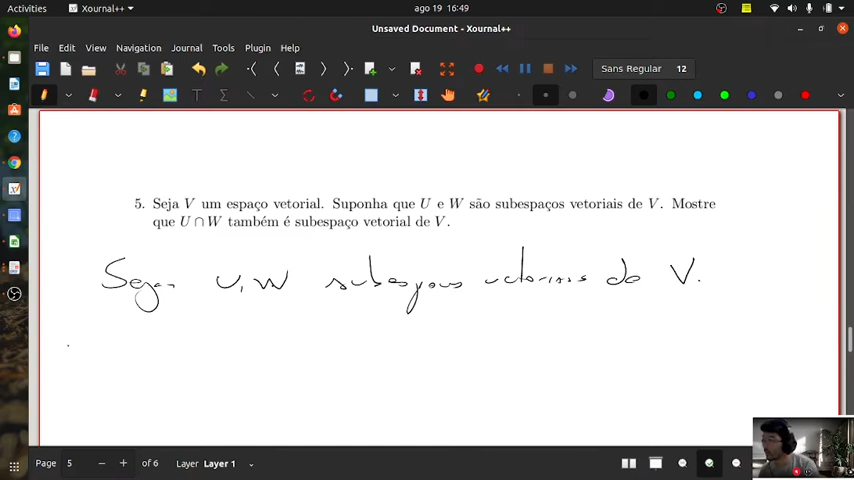 Activities Xournal++ ago 19 16:49
Unsaved Document - Xournal++
File Edit View Navigation Journal Tools Plugin Help
Sans Regular 12
5. Seja V um espaço vetorial. Suponha que U e W são subespaços vetoriais de V. Mostre
que U ∩ W também é subespaço vetorial de V.
Sejam U, W subespaços vetoriais de V.
Page 5 of 6 Layer Layer 1